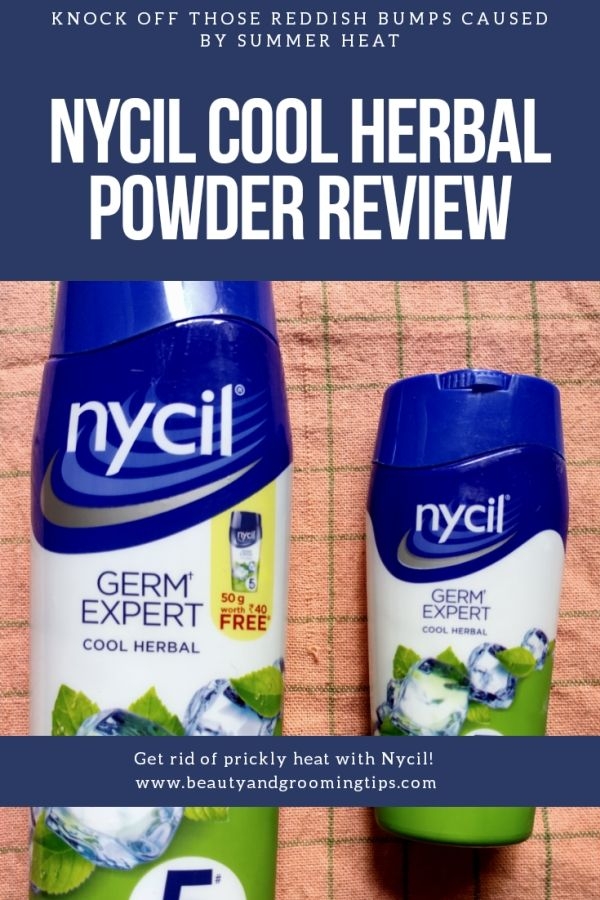 KNOCK OFF THOSE REDDISH BUMPS CAUSED
BY SUMMER HEAT
NYCIL COOL HERBAL
POWDER REVIEW
nycil®
50 g
worth ₹40
FREE*
GERM†
EXPERT
COOL HERBAL
nycil®
GERM†
EXPERT
COOL HERBAL
Get rid of prickly heat with Nycil!
www.beautyandgroomingtips.com
5#